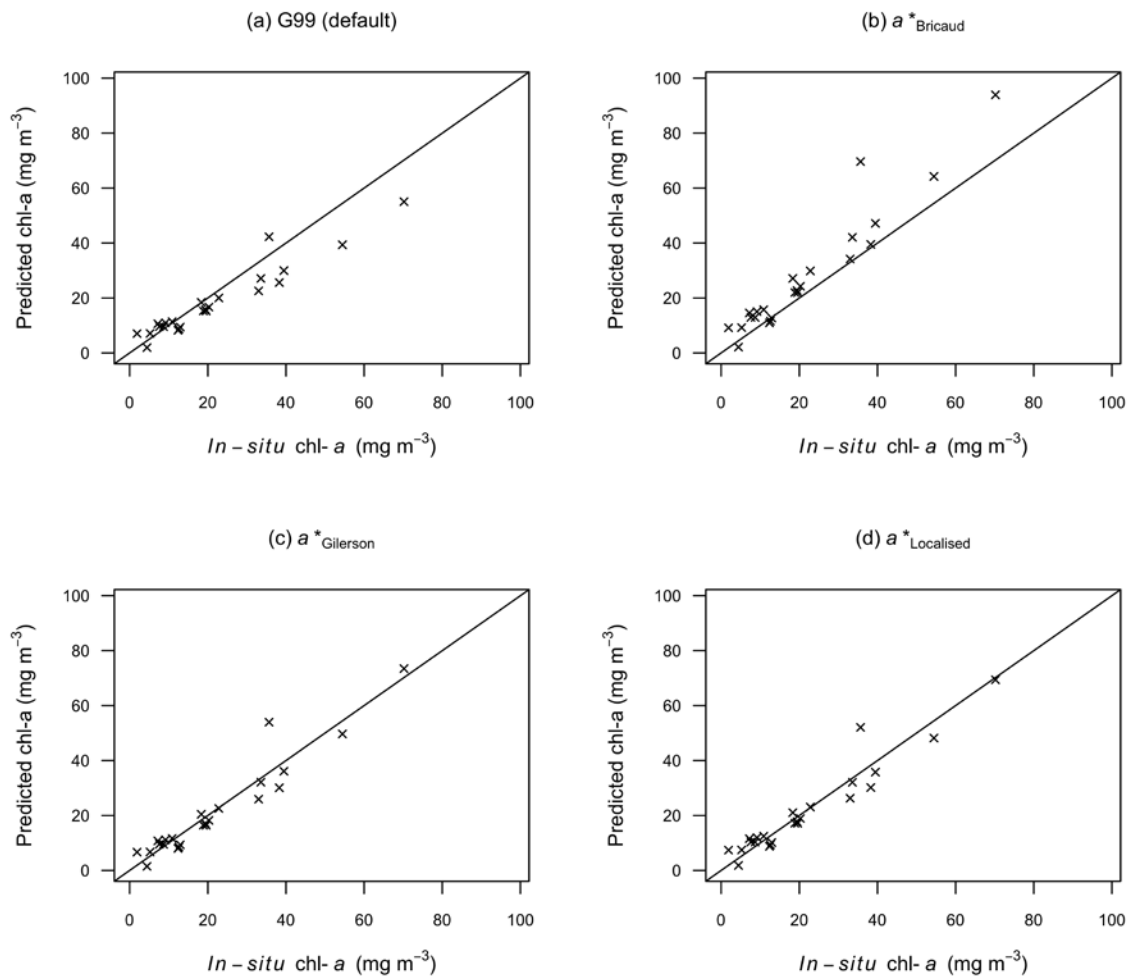 (a) G99 (default)
Predicted chl-a (mg m−3)
100
80
60
40
20
0
0 20 40 60 80 100
In − situ chl- a (mg m−3)
(b) a *Bricaud
Predicted chl-a (mg m−3)
100
80
60
40
20
0
0 20 40 60 80 100
In − situ chl- a (mg m−3)
(c) a *Gilerson
Predicted chl-a (mg m−3)
100
80
60
40
20
0
0 20 40 60 80 100
In − situ chl- a (mg m−3)
(d) a *Localised
Predicted chl-a (mg m−3)
100
80
60
40
20
0
0 20 40 60 80 100
In − situ chl- a (mg m−3)